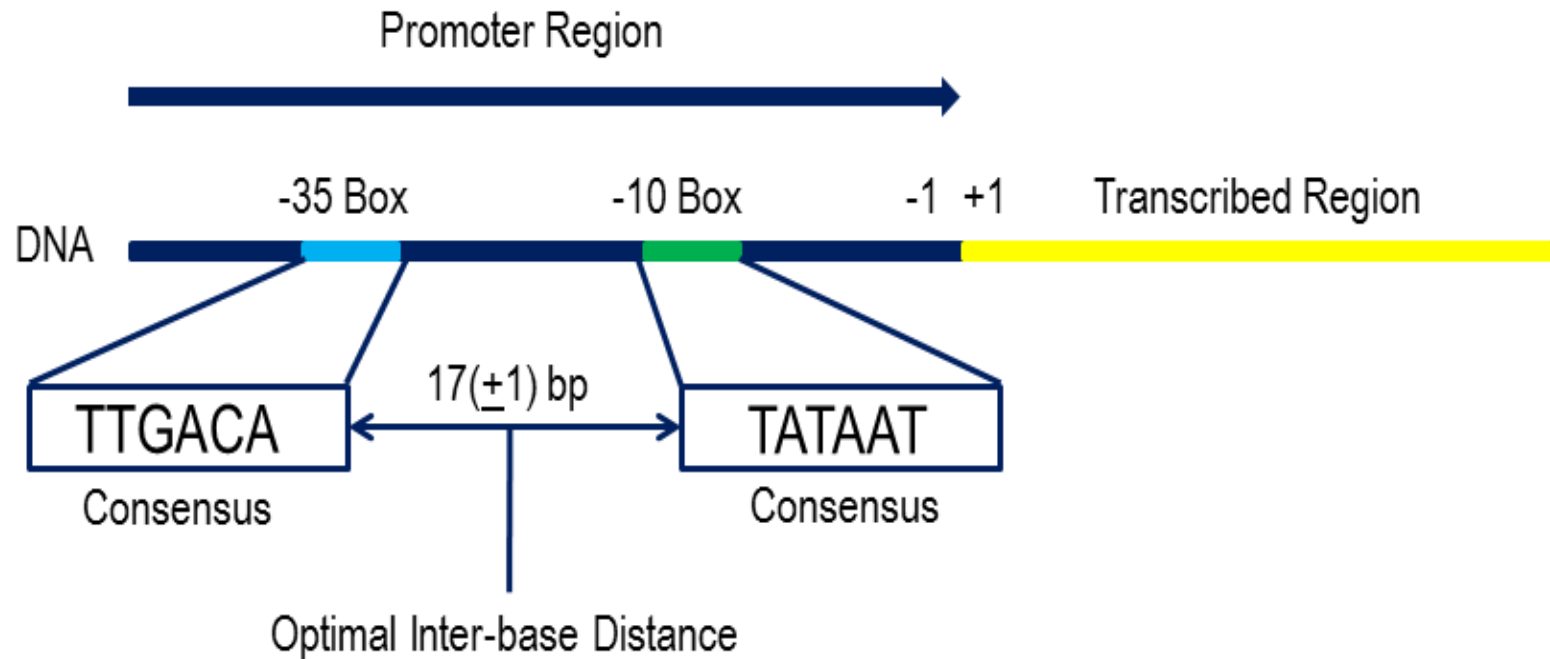 Promoter Region
-35 Box -10 Box -1 +1 Transcribed Region
DNA
17(±1) bp
TTGACA TATAAT
Consensus Consensus
Optimal Inter-base Distance